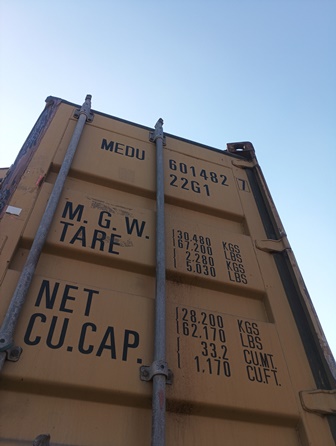 MEDU 601482 7
22G1
M.G.W. 30.480 KGS
67.200 LBS
TARE 2.280 KGS
5.030 LBS
NET 28.200 KGS
62.170 LBS
CU.CAP. 33.2 CU.MT.
1.170 CU.FT.